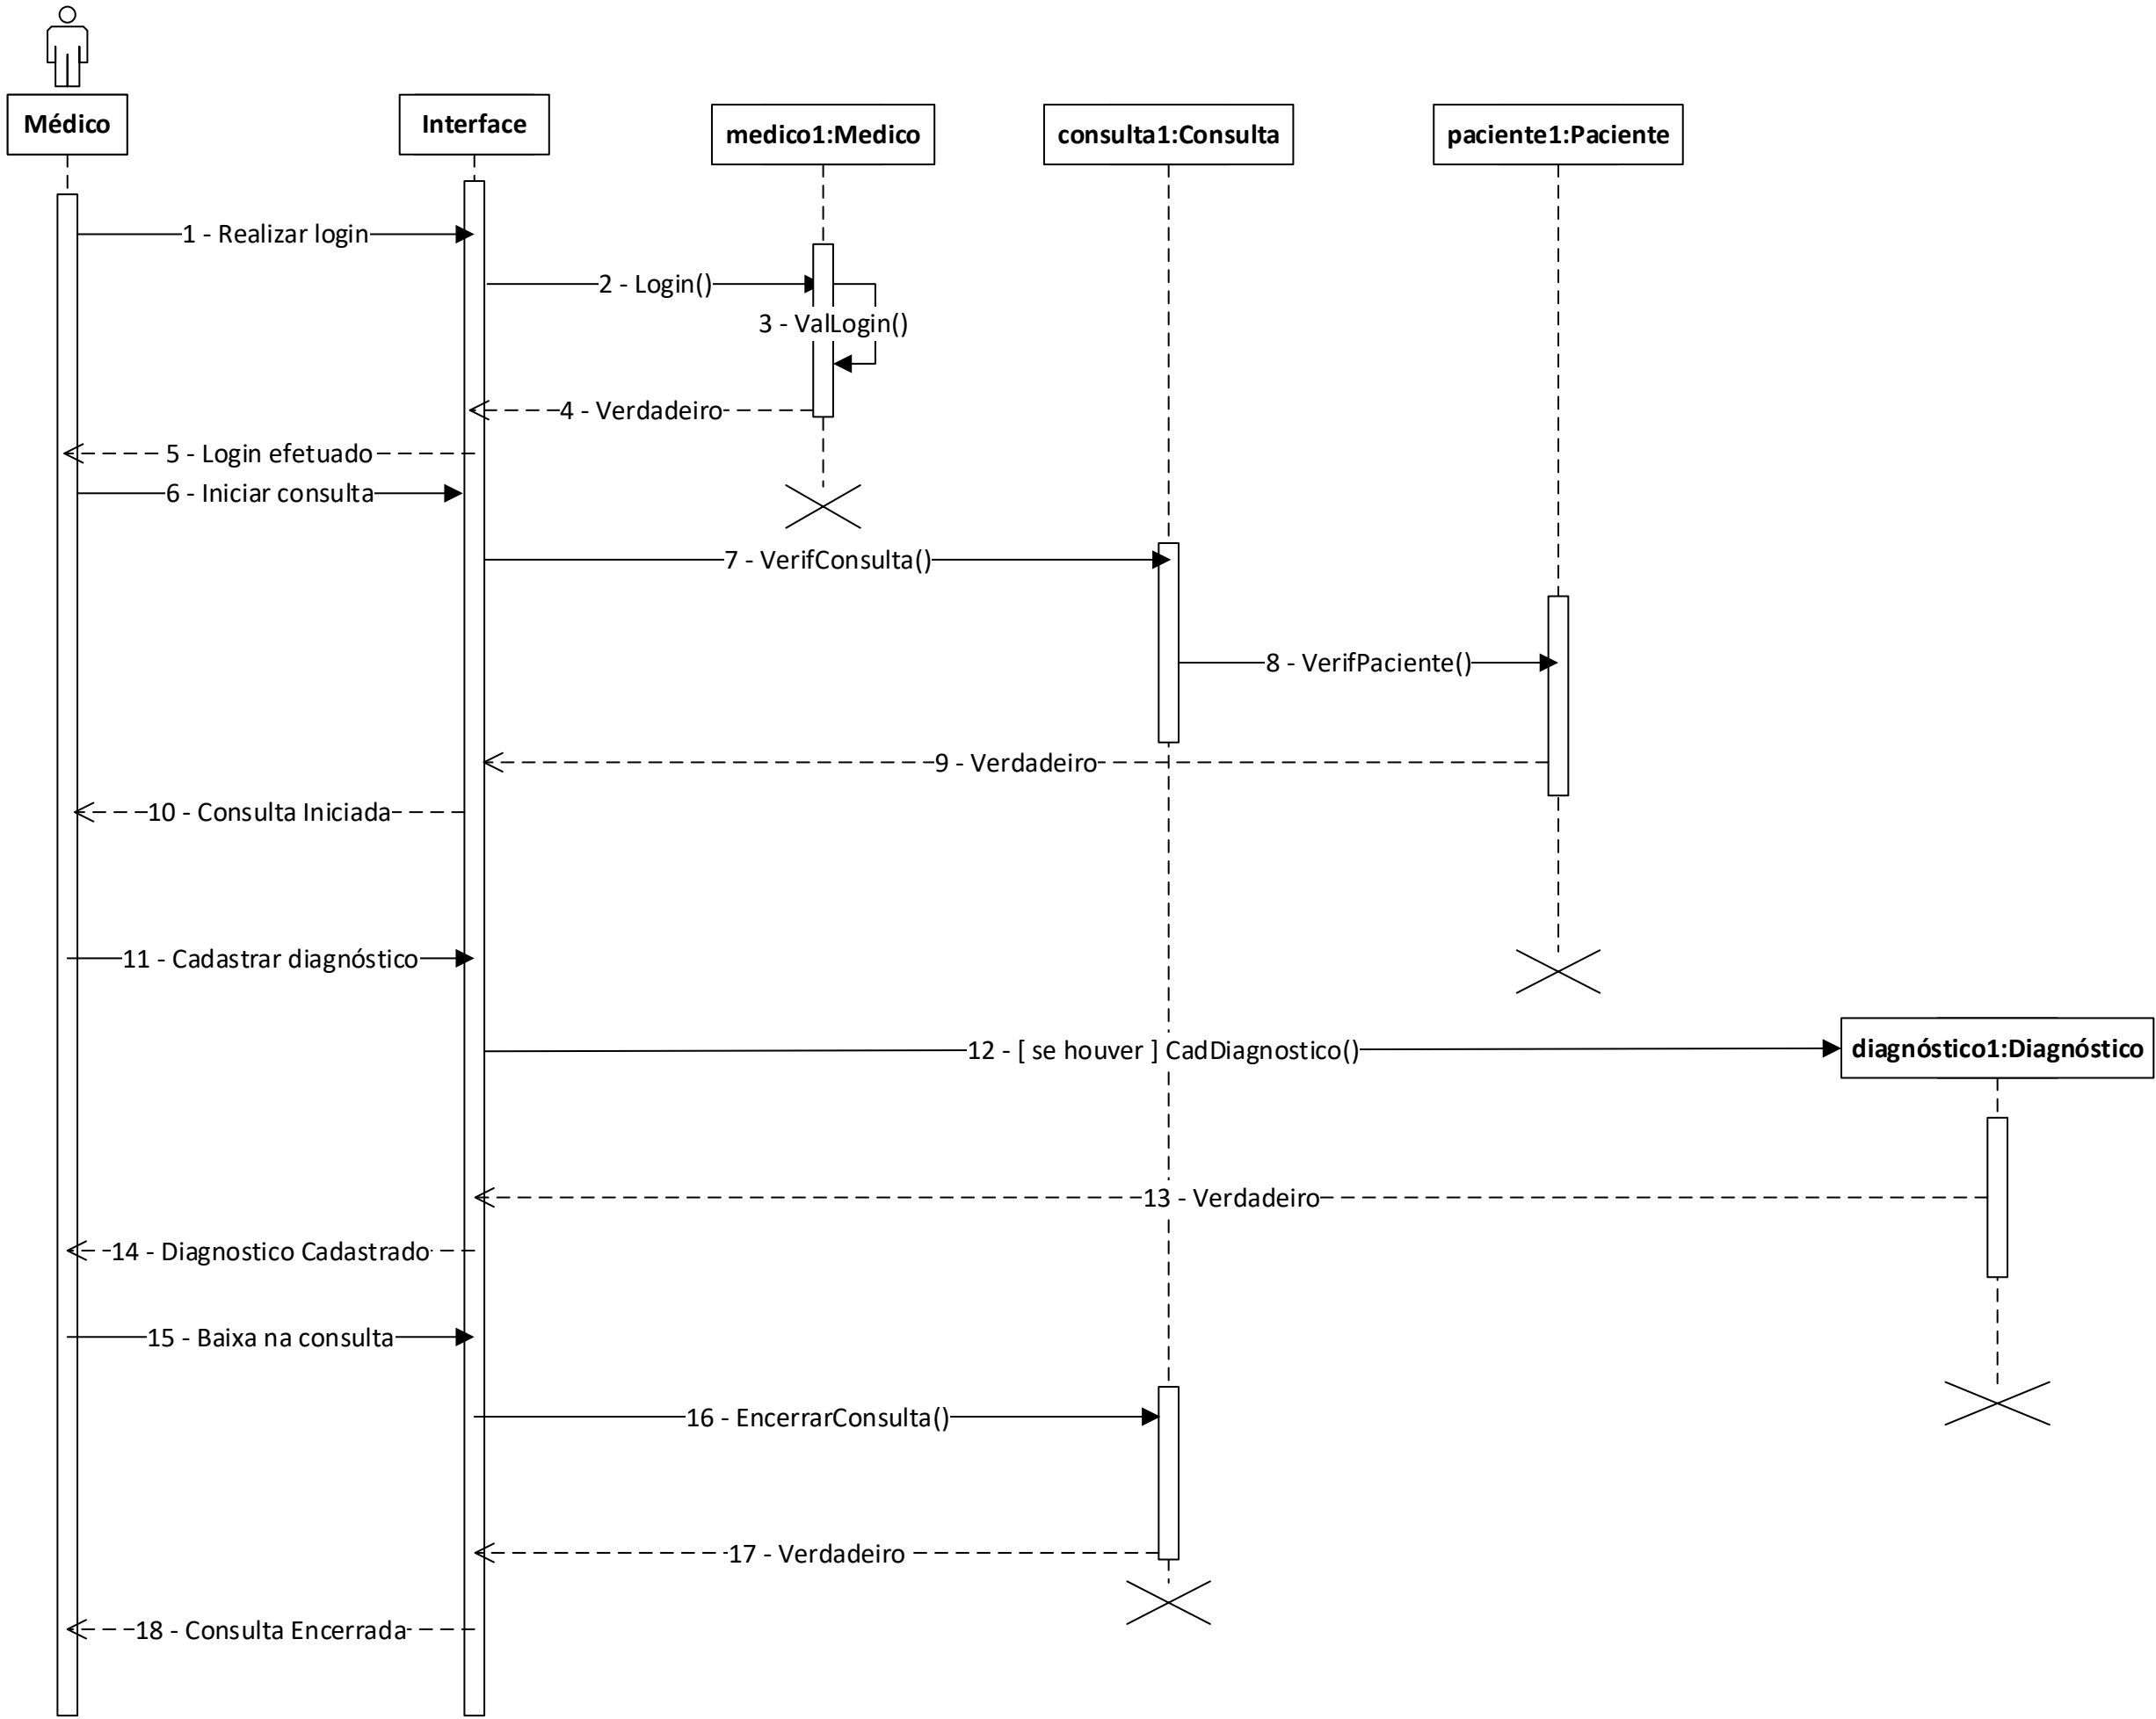 Médico
Interface
medico1:Medico
consulta1:Consulta
paciente1:Paciente
1 - Realizar login
2 - Login()
3 - ValLogin()
4 - Verdadeiro
5 - Login efetuado
6 - Iniciar consulta
7 - VerifConsulta()
8 - VerifPaciente()
9 - Verdadeiro
10 - Consulta Iniciada
11 - Cadastrar diagnóstico
12 - [ se houver ] CadDiagnostico()
diagnóstico1:Diagnóstico
13 - Verdadeiro
14 - Diagnostico Cadastrado
15 - Baixa na consulta
16 - EncerrarConsulta()
17 - Verdadeiro
18 - Consulta Encerrada